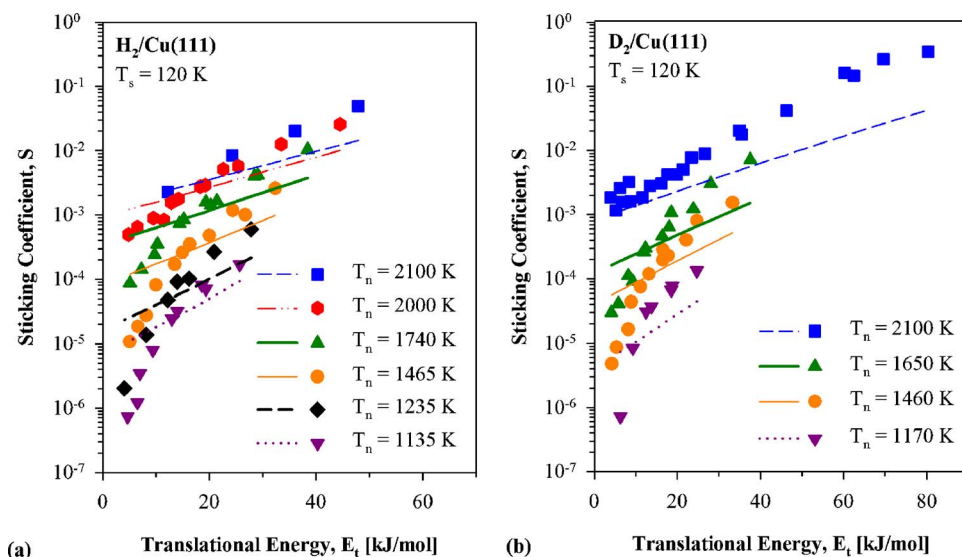 H₂/Cu(111)
Tₛ = 120 K
Sticking Coefficient, S
10⁰
10⁻¹
10⁻²
10⁻³
10⁻⁴
10⁻⁵
10⁻⁶
10⁻⁷
Tₙ = 2100 K
Tₙ = 2000 K
Tₙ = 1740 K
Tₙ = 1465 K
Tₙ = 1235 K
Tₙ = 1135 K
0 20 40 60
(a) Translational Energy, Eₜ [kJ/mol]
D₂/Cu(111)
Tₛ = 120 K
Sticking Coefficient, S
10⁰
10⁻¹
10⁻²
10⁻³
10⁻⁴
10⁻⁵
10⁻⁶
10⁻⁷
Tₙ = 2100 K
Tₙ = 1650 K
Tₙ = 1460 K
Tₙ = 1170 K
0 20 40 60 80
(b) Translational Energy, Eₜ [kJ/mol]